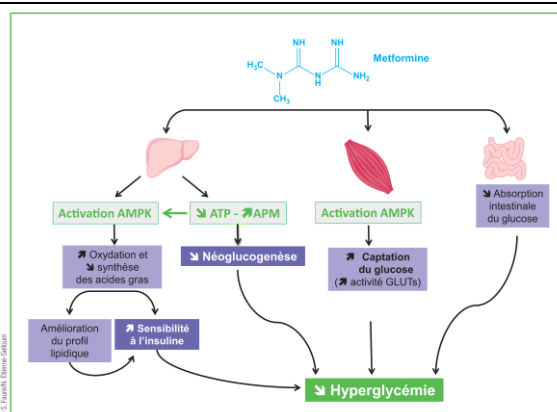 NH
NH
H₃C
N
N
H
NH₂
CH₃
Metformine
Activation AMPK
↘ ATP - ↗APM
Activation AMPK
↘ Absorption
intestinale
du glucose
↗ Oxydation et
↘ synthèse
des acides gras
↘ Néoglucogenèse
↗ Captation
du glucose
(↗ activité GLUTs)
Amélioration
du profil
lipidique
↗ Sensibilité
à l'insuline
↘ Hyperglycémie
S. Faure/N. Etienne-Selloum